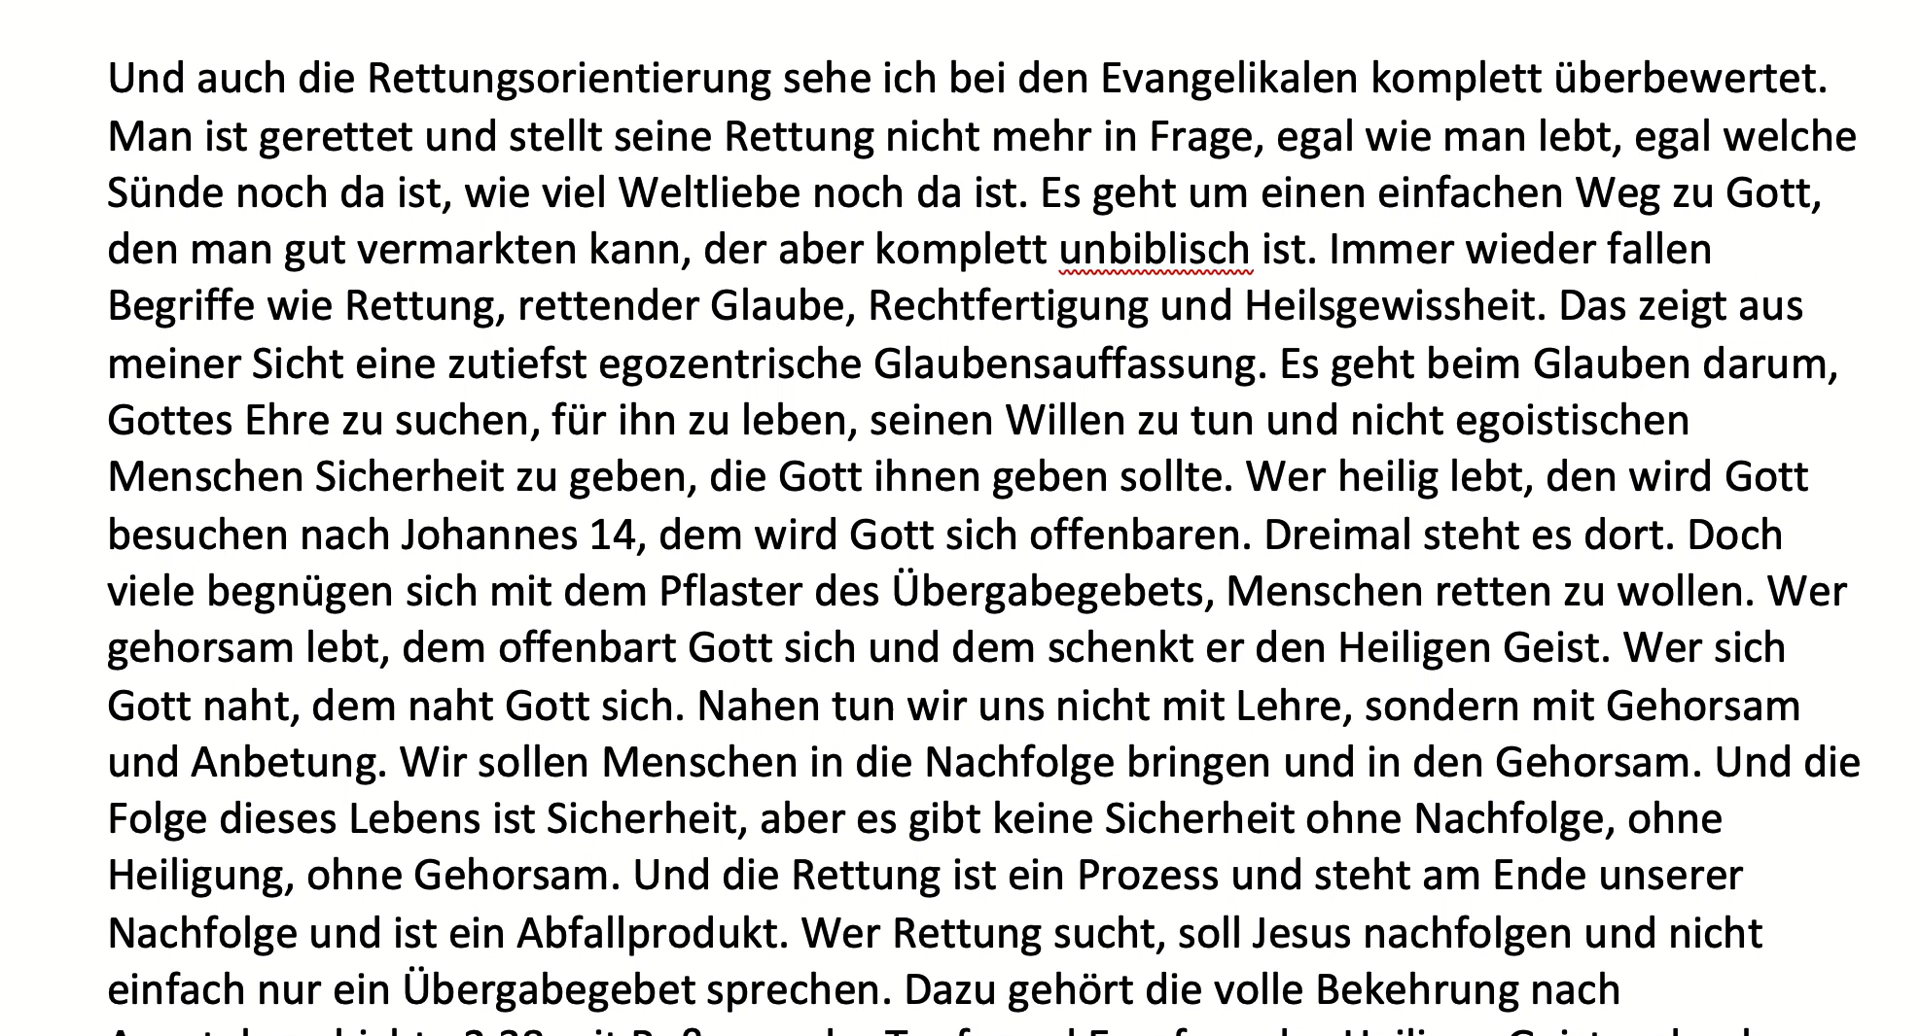 Und auch die Rettungsorientierung sehe ich bei den Evangelikalen komplett überbewertet.
Man ist gerettet und stellt seine Rettung nicht mehr in Frage, egal wie man lebt, egal welche
Sünde noch da ist, wie viel Weltliebe noch da ist. Es geht um einen einfachen Weg zu Gott,
den man gut vermarkten kann, der aber komplett unbiblisch ist. Immer wieder fallen
Begriffe wie Rettung, rettender Glaube, Rechtfertigung und Heilsgewissheit. Das zeigt aus
meiner Sicht eine zutiefst egozentrische Glaubensauffassung. Es geht beim Glauben darum,
Gottes Ehre zu suchen, für ihn zu leben, seinen Willen zu tun und nicht egoistischen
Menschen Sicherheit zu geben, die Gott ihnen geben sollte. Wer heilig lebt, den wird Gott
besuchen nach Johannes 14, dem wird Gott sich offenbaren. Dreimal steht es dort. Doch
viele begnügen sich mit dem Pflaster des Übergabegebets, Menschen retten zu wollen. Wer
gehorsam lebt, dem offenbart Gott sich und dem schenkt er den Heiligen Geist. Wer sich
Gott naht, dem naht Gott sich. Nahen tun wir uns nicht mit Lehre, sondern mit Gehorsam
und Anbetung. Wir sollen Menschen in die Nachfolge bringen und in den Gehorsam. Und die
Folge dieses Lebens ist Sicherheit, aber es gibt keine Sicherheit ohne Nachfolge, ohne
Heiligung, ohne Gehorsam. Und die Rettung ist ein Prozess und steht am Ende unserer
Nachfolge und ist ein Abfallprodukt. Wer Rettung sucht, soll Jesus nachfolgen und nicht
einfach nur ein Übergabegebet sprechen. Dazu gehört die volle Bekehrung nach